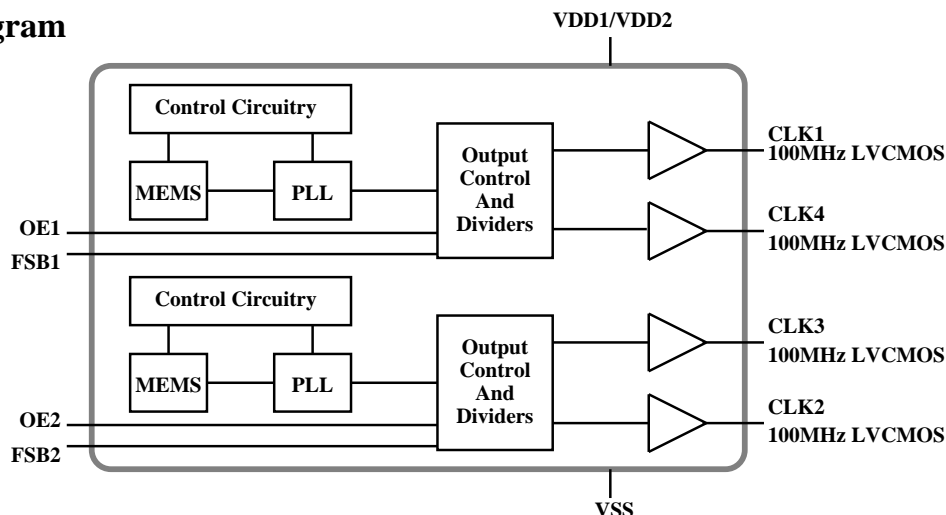 gram
VDD1/VDD2
Control Circuitry
MEMS
PLL
Output
Control
And
Dividers
CLK1
100MHz LVCMOS
CLK4
100MHz LVCMOS
OE1
FSB1
Control Circuitry
MEMS
PLL
Output
Control
And
Dividers
CLK3
100MHz LVCMOS
CLK2
100MHz LVCMOS
OE2
FSB2
VSS